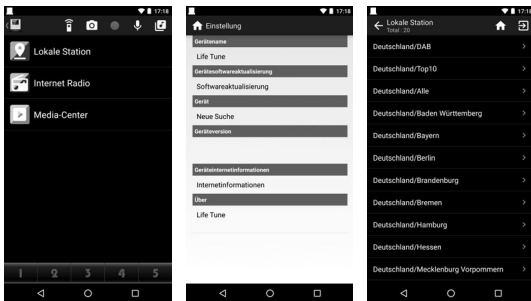 17:18
Lokale Station
Internet Radio
Media-Center
1 2 3 4 5
17:18
Einstellung
Gerätename
Life Tune
Gerätesoftwareaktualisierung
Softwareaktualisierung
Gerät
Neue Suche
Geräteversion
Geräteinternetinformationen
Internetinformationen
Über
Life Tune
17:18
Lokale Station
Total : 20
Deutschland/DAB
Deutschland/Top10
Deutschland/Alle
Deutschland/Baden Württemberg
Deutschland/Bayern
Deutschland/Berlin
Deutschland/Brandenburg
Deutschland/Bremen
Deutschland/Hamburg
Deutschland/Hessen
Deutschland/Mecklenburg Vorpommern